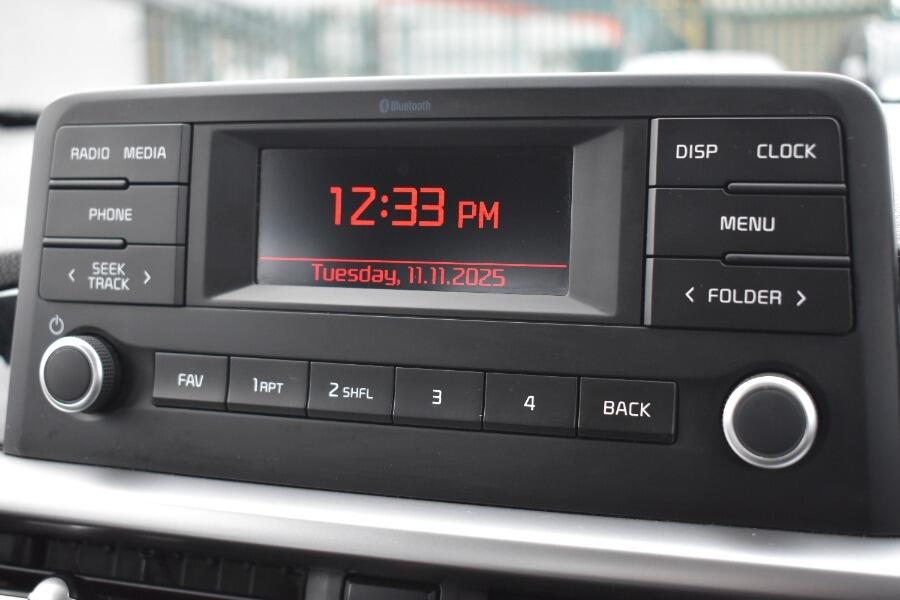 Bluetooth
RADIO MEDIA
PHONE
< SEEK TRACK >
12:33 PM
Tuesday, 11.11.2025
DISP CLOCK
MENU
< FOLDER >
FAV
1 RPT
2 SHFL
3
4
BACK